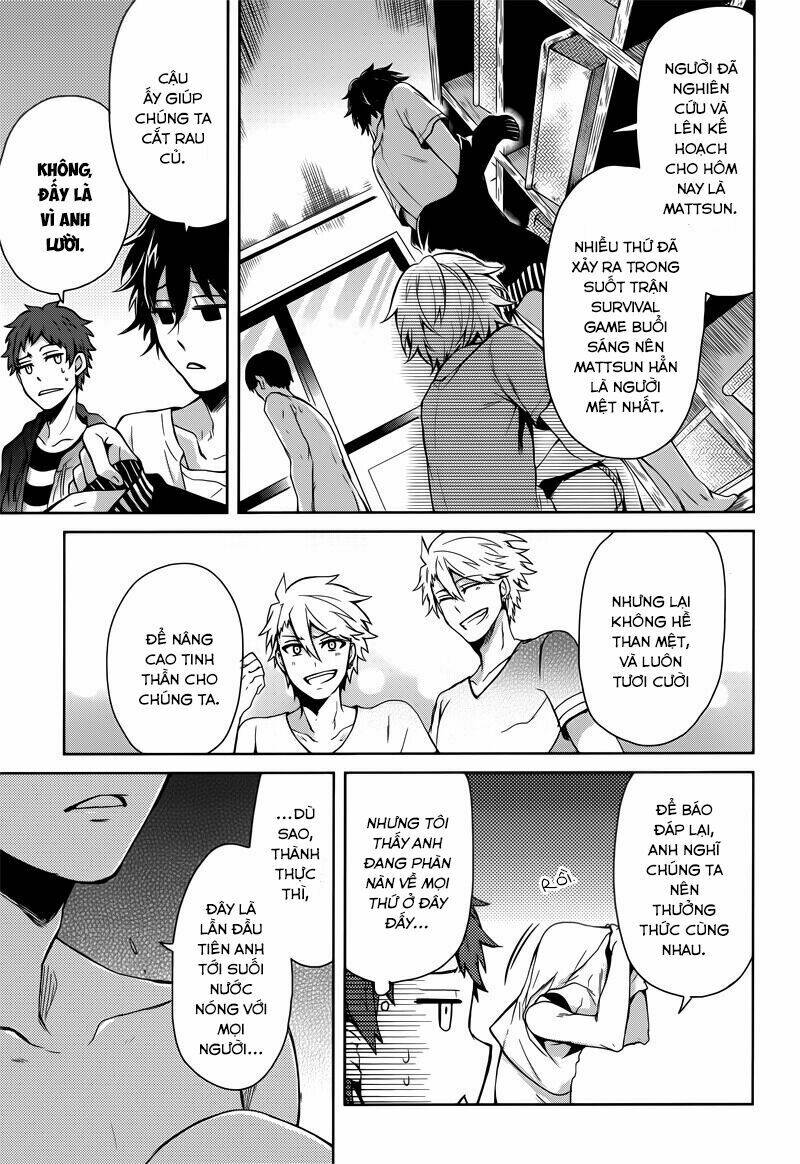 NGƯỜI ĐÃ
NGHIÊN
CỨU VÀ
LÊN KẾ
HOẠCH
CHO HÔM
NAY LÀ
MATTSUN.
NHIỀU THỨ ĐÃ
XẢY RA TRONG
SUỐT TRẬN
SURVIVAL
GAME BUỔI
SÁNG NÊN
MATTSUN HẲN
LÀ NGƯỜI
MỆT NHẤT.
CẬU
ẤY GIÚP
CHÚNG TA
CẮT RAU
CỦ.
KHÔNG,
ĐẤY LÀ
VÌ ANH
LƯỜI.
NHƯNG LẠI
KHÔNG HỀ
THAN MỆT,
VÀ LUÔN
TƯƠI CƯỜI
ĐỂ NÂNG
CAO TINH
THẦN CHO
CHÚNG TA.
ĐỂ BÁO
ĐÁP LẠI,
ANH NGHĨ
CHÚNG TA
NÊN
THƯỞNG
THỨC CÙNG
NHAU.
RỒI
NHƯNG TÔI
THẤY ANH
ĐANG PHÀN
NÀN VỀ MỌI
THỨ Ở ĐÂY
ĐẤY...
...DÙ
SAO,
THÀNH
THỰC
THÌ,
ĐÂY LÀ
LẦN ĐẦU
TIÊN ANH
TỚI SUỐI
NƯỚC
NÓNG VỚI
MỌI
NGƯỜI...